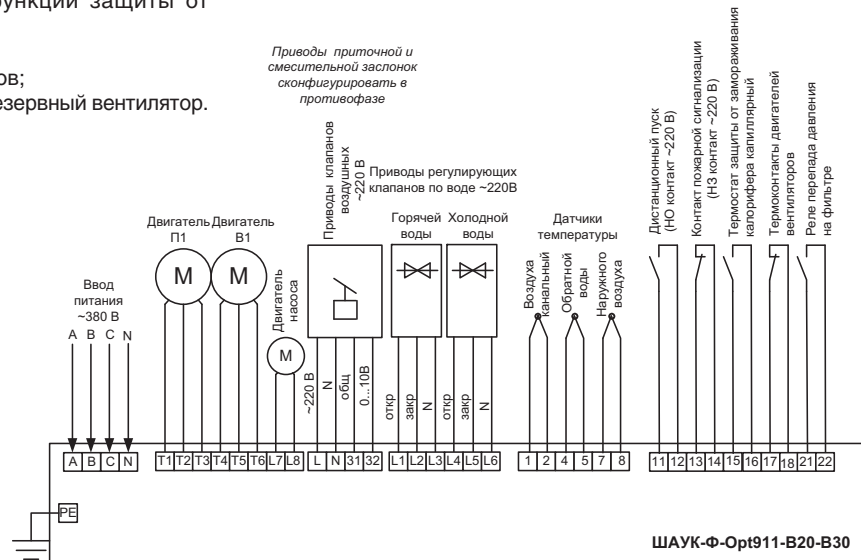 функции защиты от
ов;
езервный вентилятор.
Приводы приточной и
смесительной заслонок
сконфигурировать в
противофазе
Приводы клапанов
воздушных
~220 В
Приводы регулирующих
клапанов по воде ~220В
Горячей
воды
Холодной
воды
Двигатель
П1
Двигатель
В1
М
М
Двигатель
насоса
М
Ввод
питания
~380 В
A B C N
Датчики
температуры
Воздуха
канальный
Обратной
воды
Наружного
воздуха
Дистанционный пуск
(НО контакт ~220 В)
Контакт пожарной сигнализации
(НЗ контакт ~220 В)
Термостат защиты от замораживания
калорифера капиллярный
Термоконтакты двигателей
вентиляторов
Реле перепада давления
на фильтре
~220 В
N
общ
0...10В
откр
закр
N
откр
закр
N
A B C N
T1 T2 T3 T4 T5 T6 L7 L8
L N 31 32
L1 L2 L3 L4 L5 L6
1 2 4 5 7 8
11 12 13 14 15 16 17 18 21 22
PE
ШАУК-Ф-Opt911-В20-В30